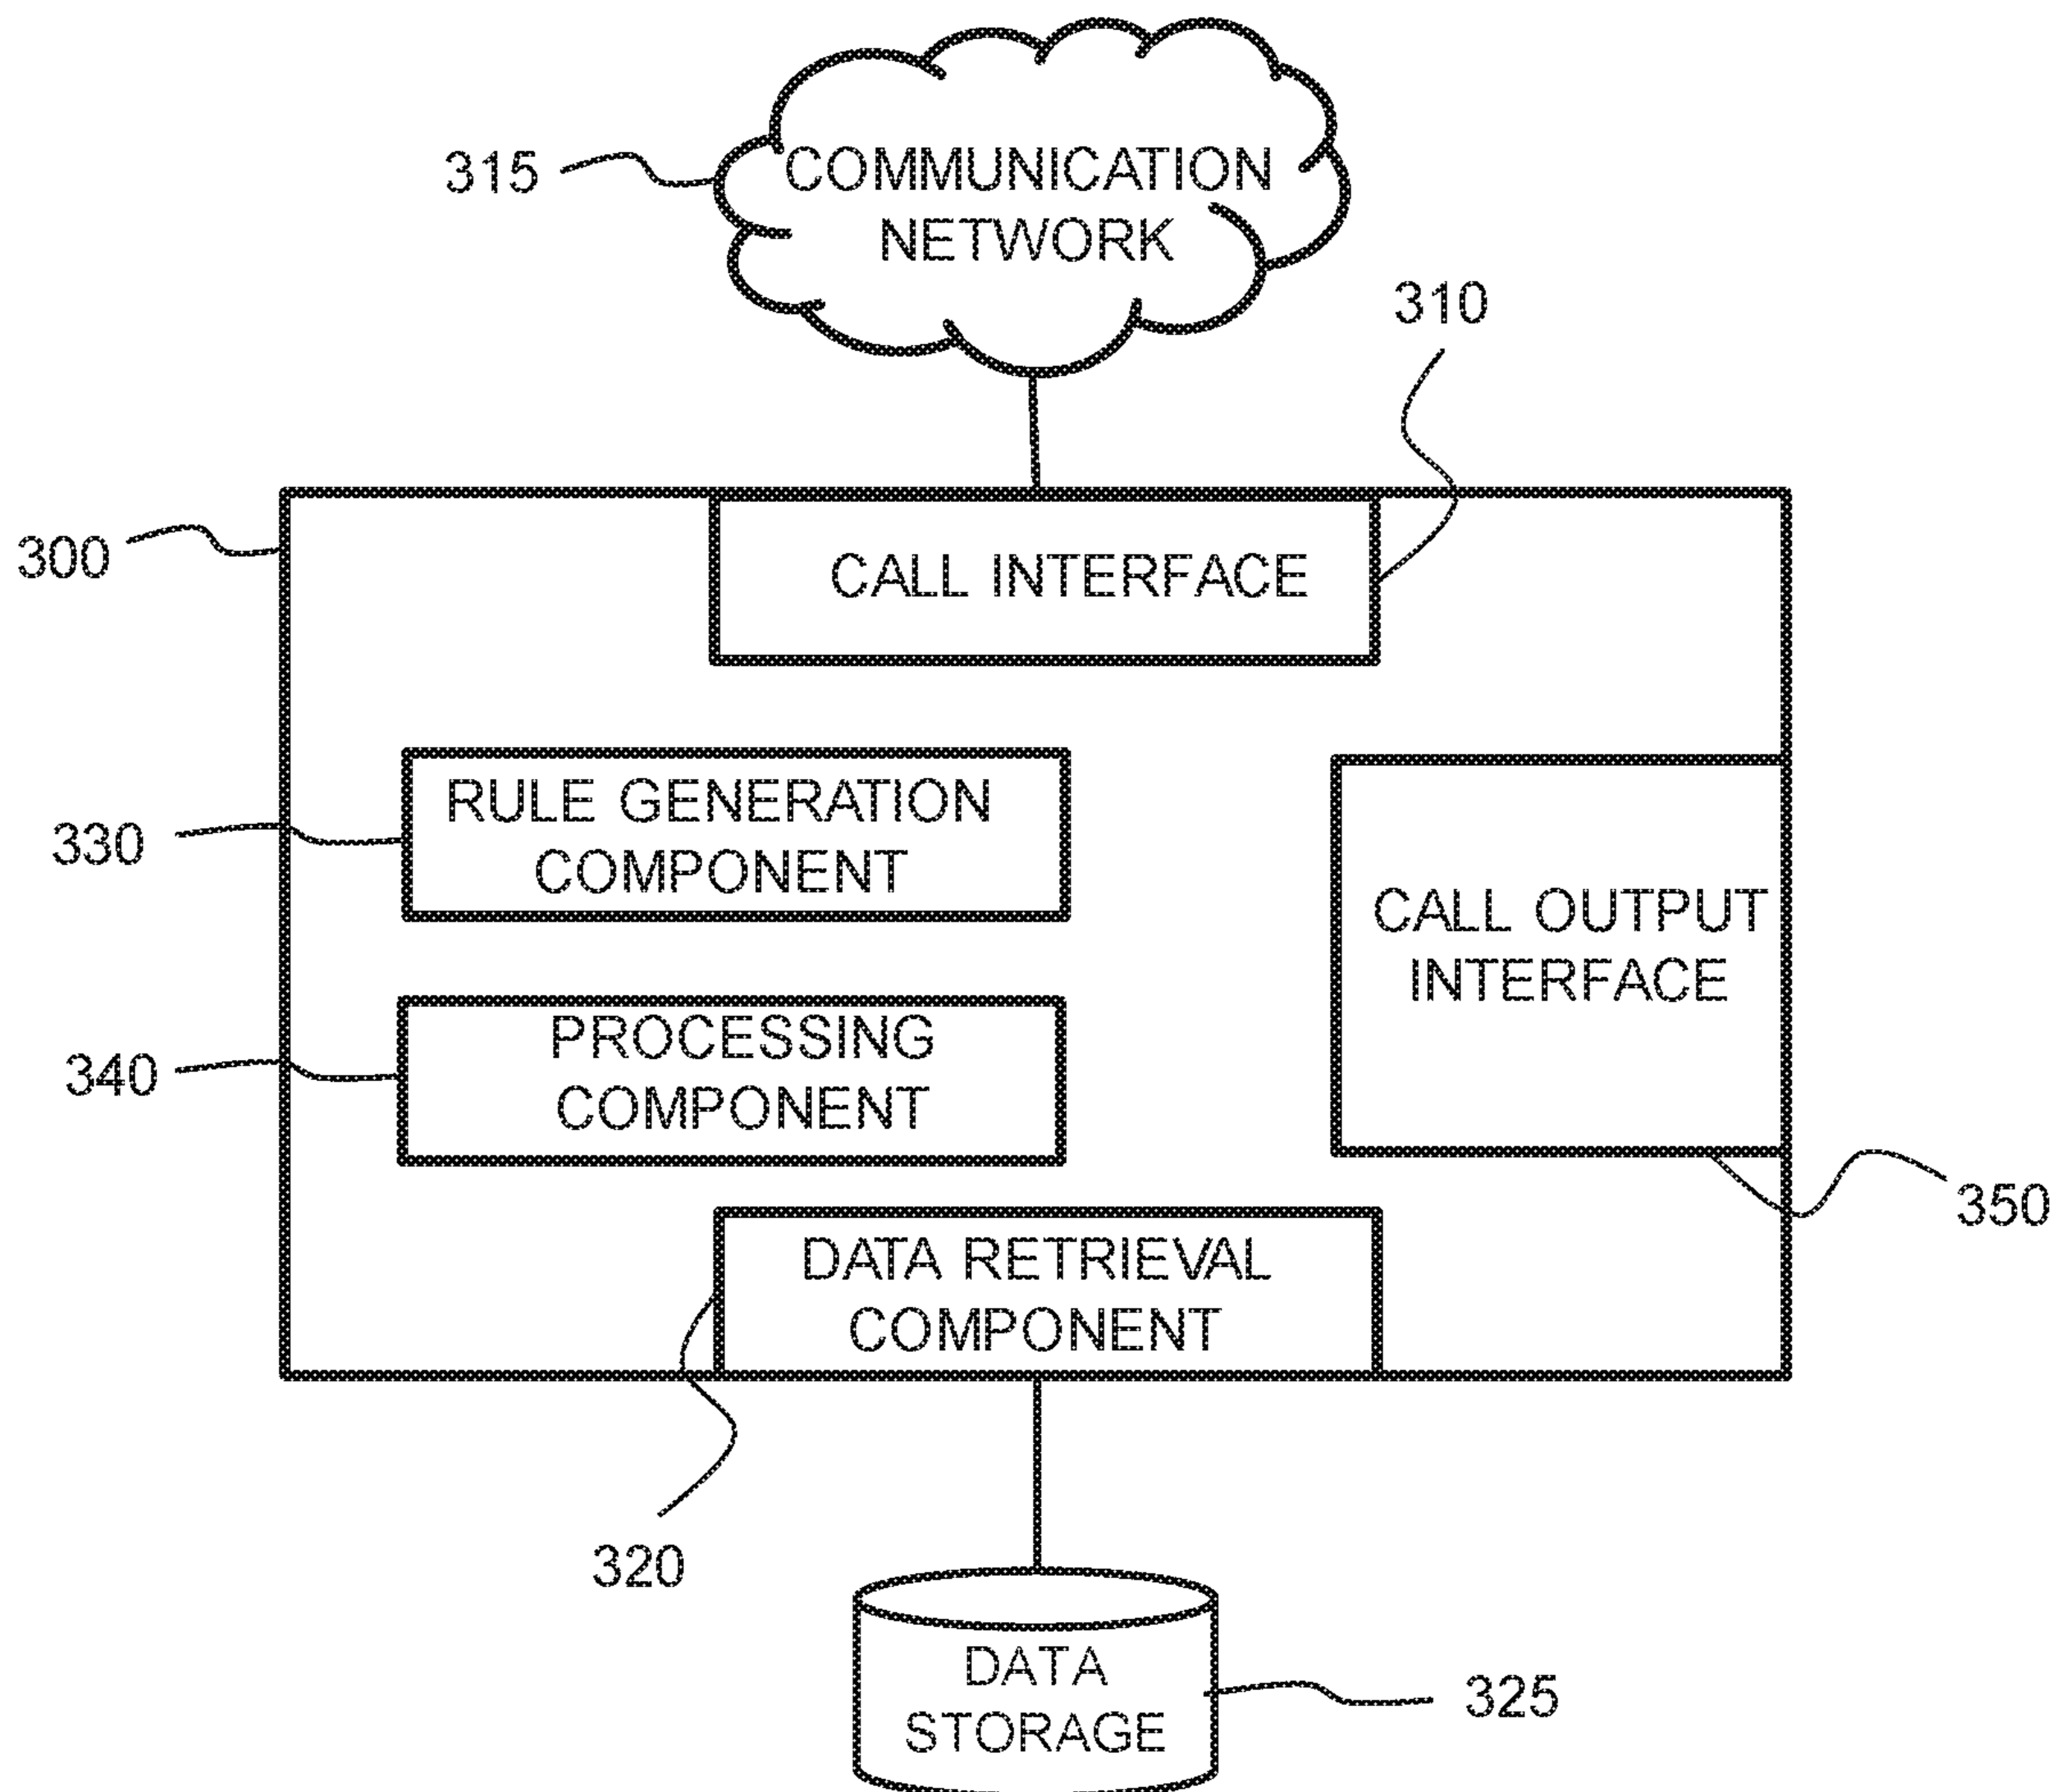 COMMUNICATION
NETWORK
315
310
300
CALL INTERFACE
RULE GENERATION
COMPONENT
330
CALL OUTPUT
INTERFACE
PROCESSING
COMPONENT
340
350
DATA RETRIEVAL
COMPONENT
320
DATA
STORAGE
325